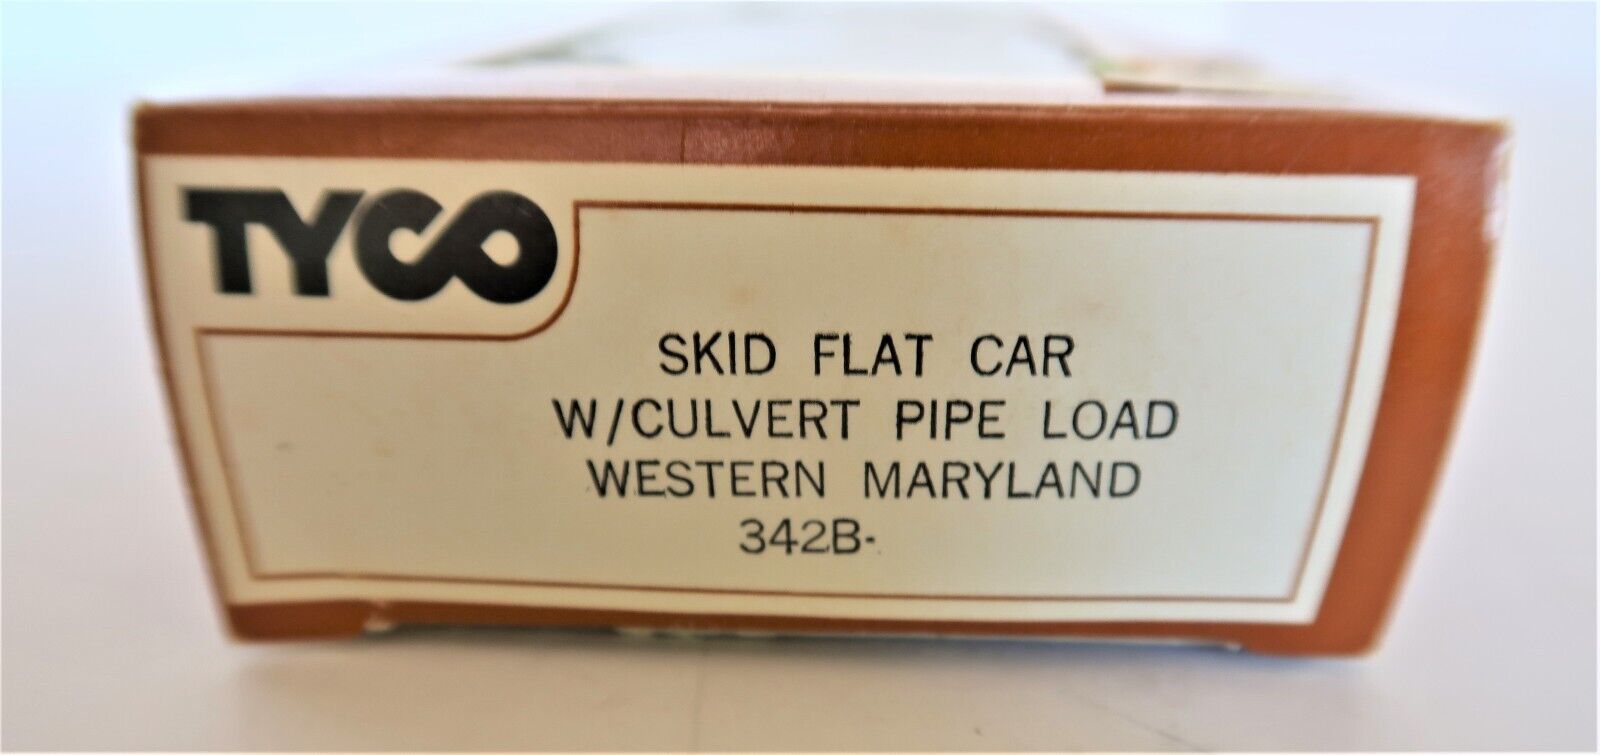 TYCO
SKID FLAT CAR
W/CULVERT PIPE LOAD
WESTERN MARYLAND
342B-